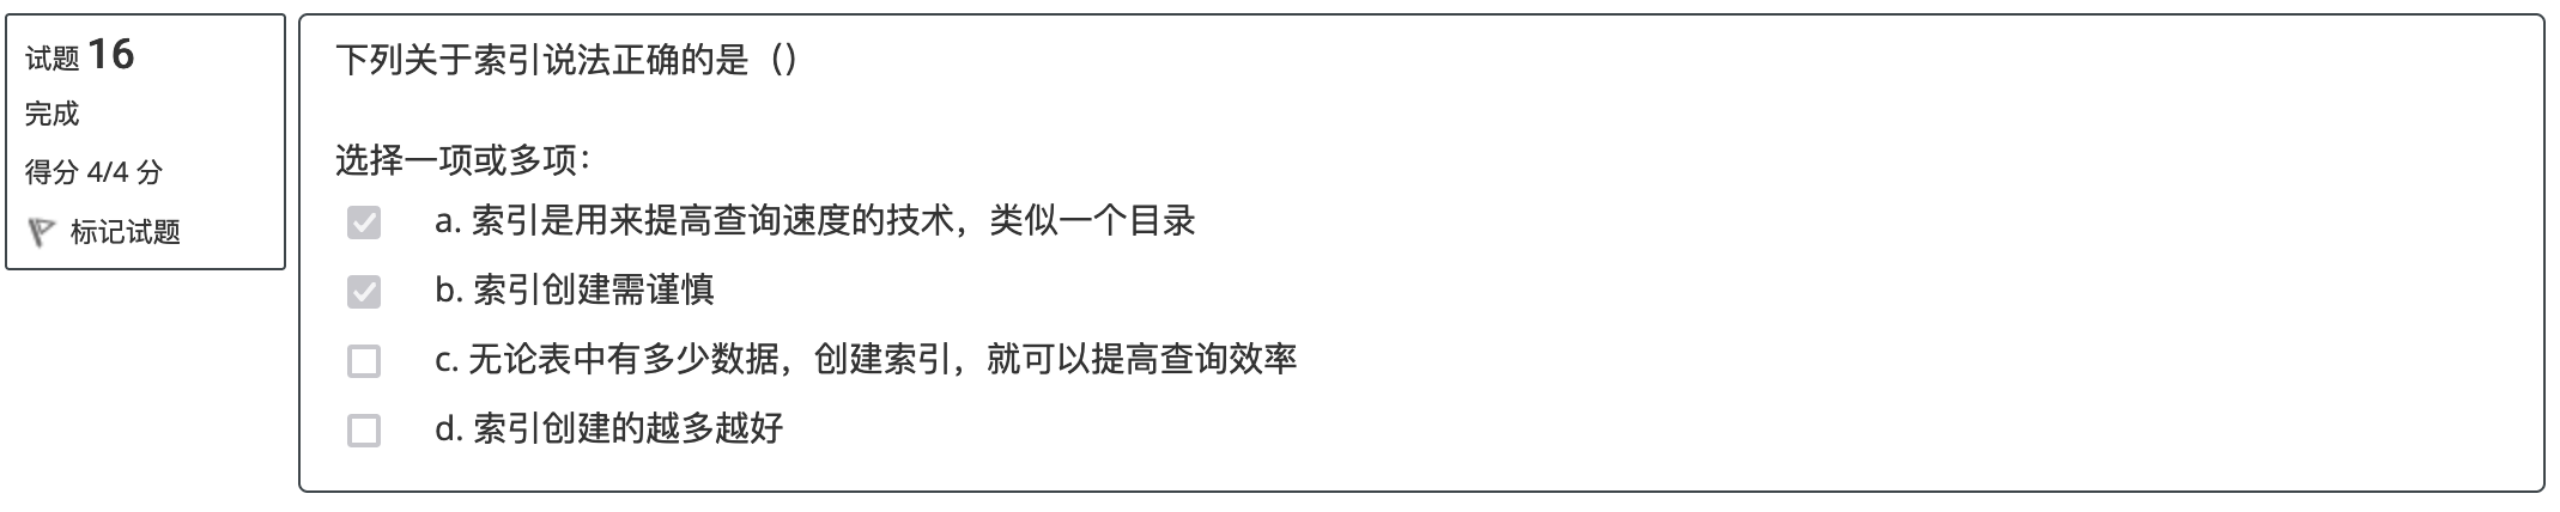 试题 16
完成
得分 4/4 分
标记试题
下列关于索引说法正确的是（）
选择一项或多项：
a. 索引是用来提高查询速度的技术，类似一个目录
b. 索引创建需谨慎
c. 无论表中有多少数据，创建索引，就可以提高查询效率
d. 索引创建的越多越好